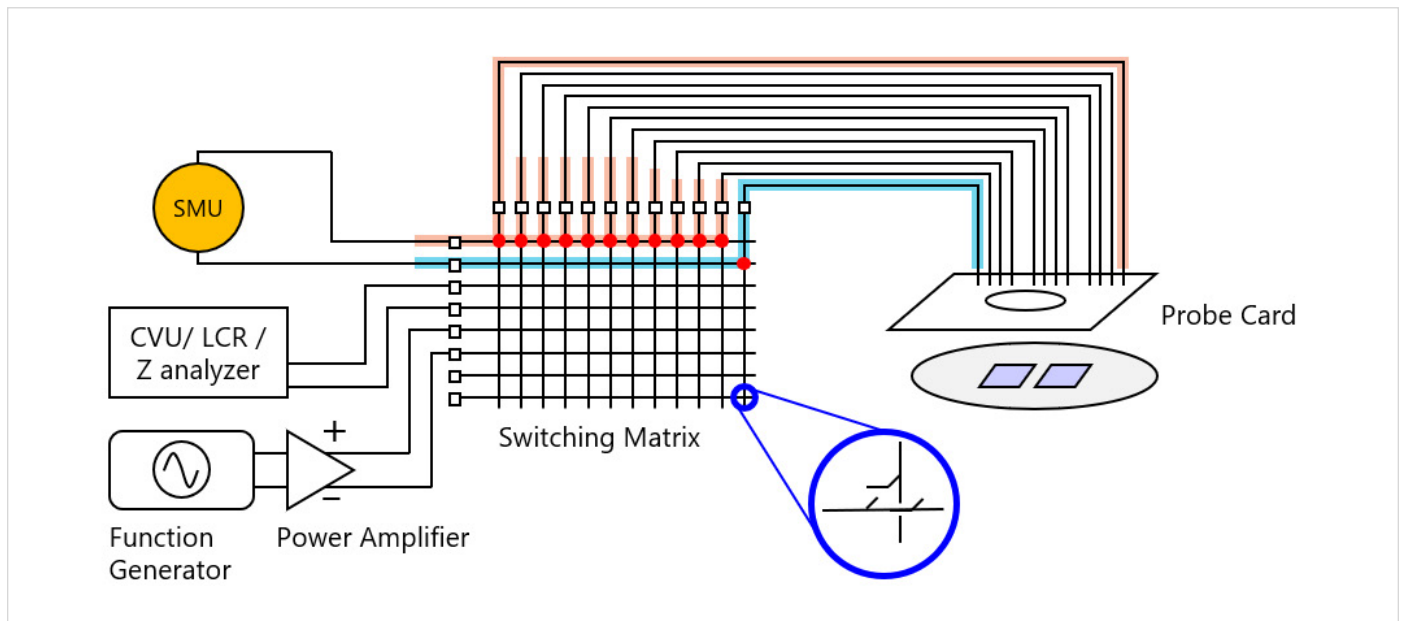 SMU
CVU/ LCR /
Z analyzer
+
−
Function
Generator
Power Amplifier
Switching Matrix
Probe Card